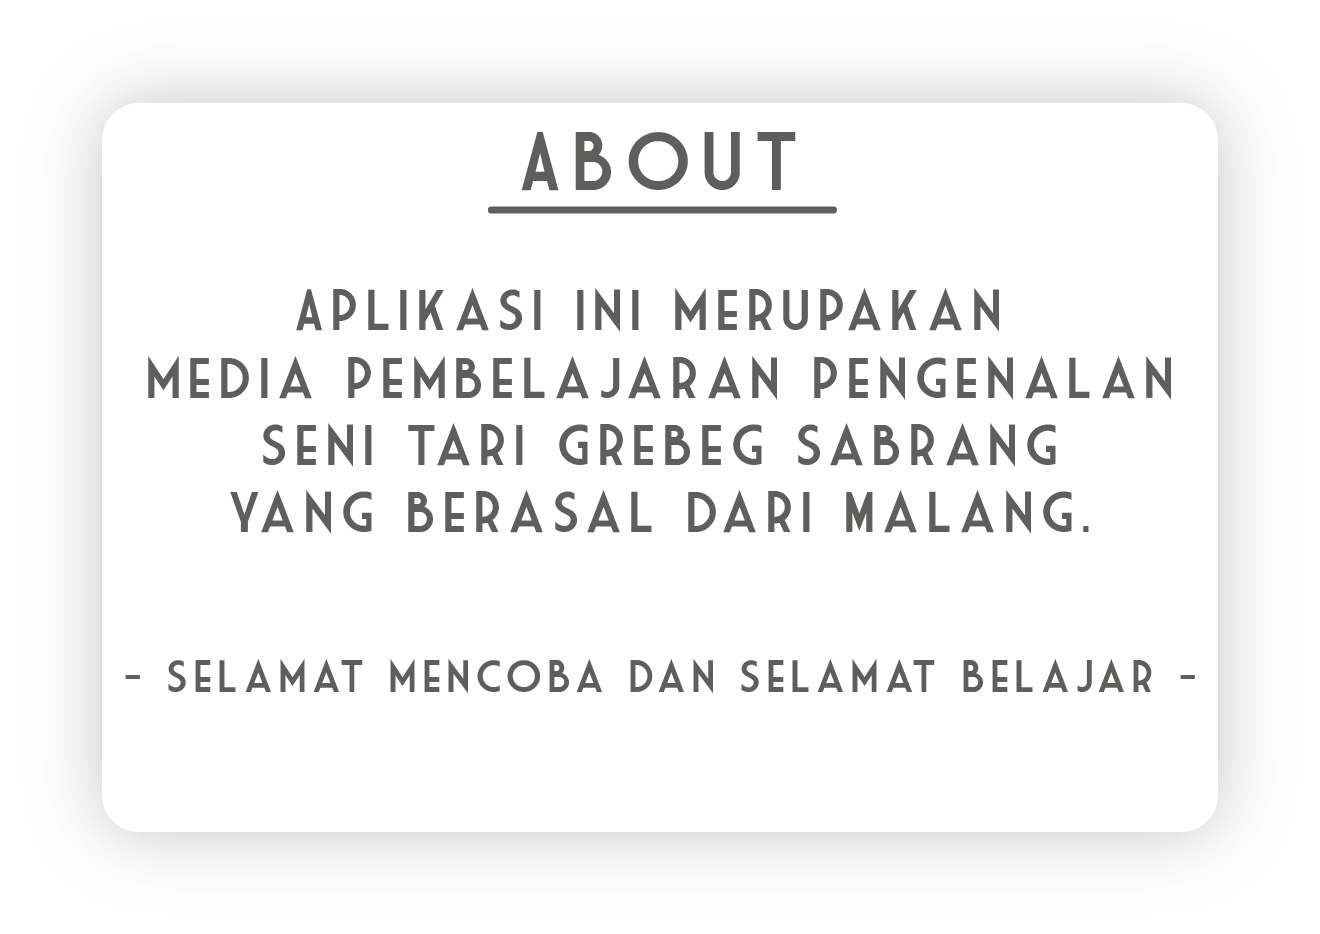 ABOUT
APLIKASI INI MERUPAKAN
MEDIA PEMBELAJARAN PENGENALAN
SENI TARI GREBEG SABRANG
YANG BERASAL DARI MALANG.
- SELAMAT MENCOBA DAN SELAMAT BELAJAR -